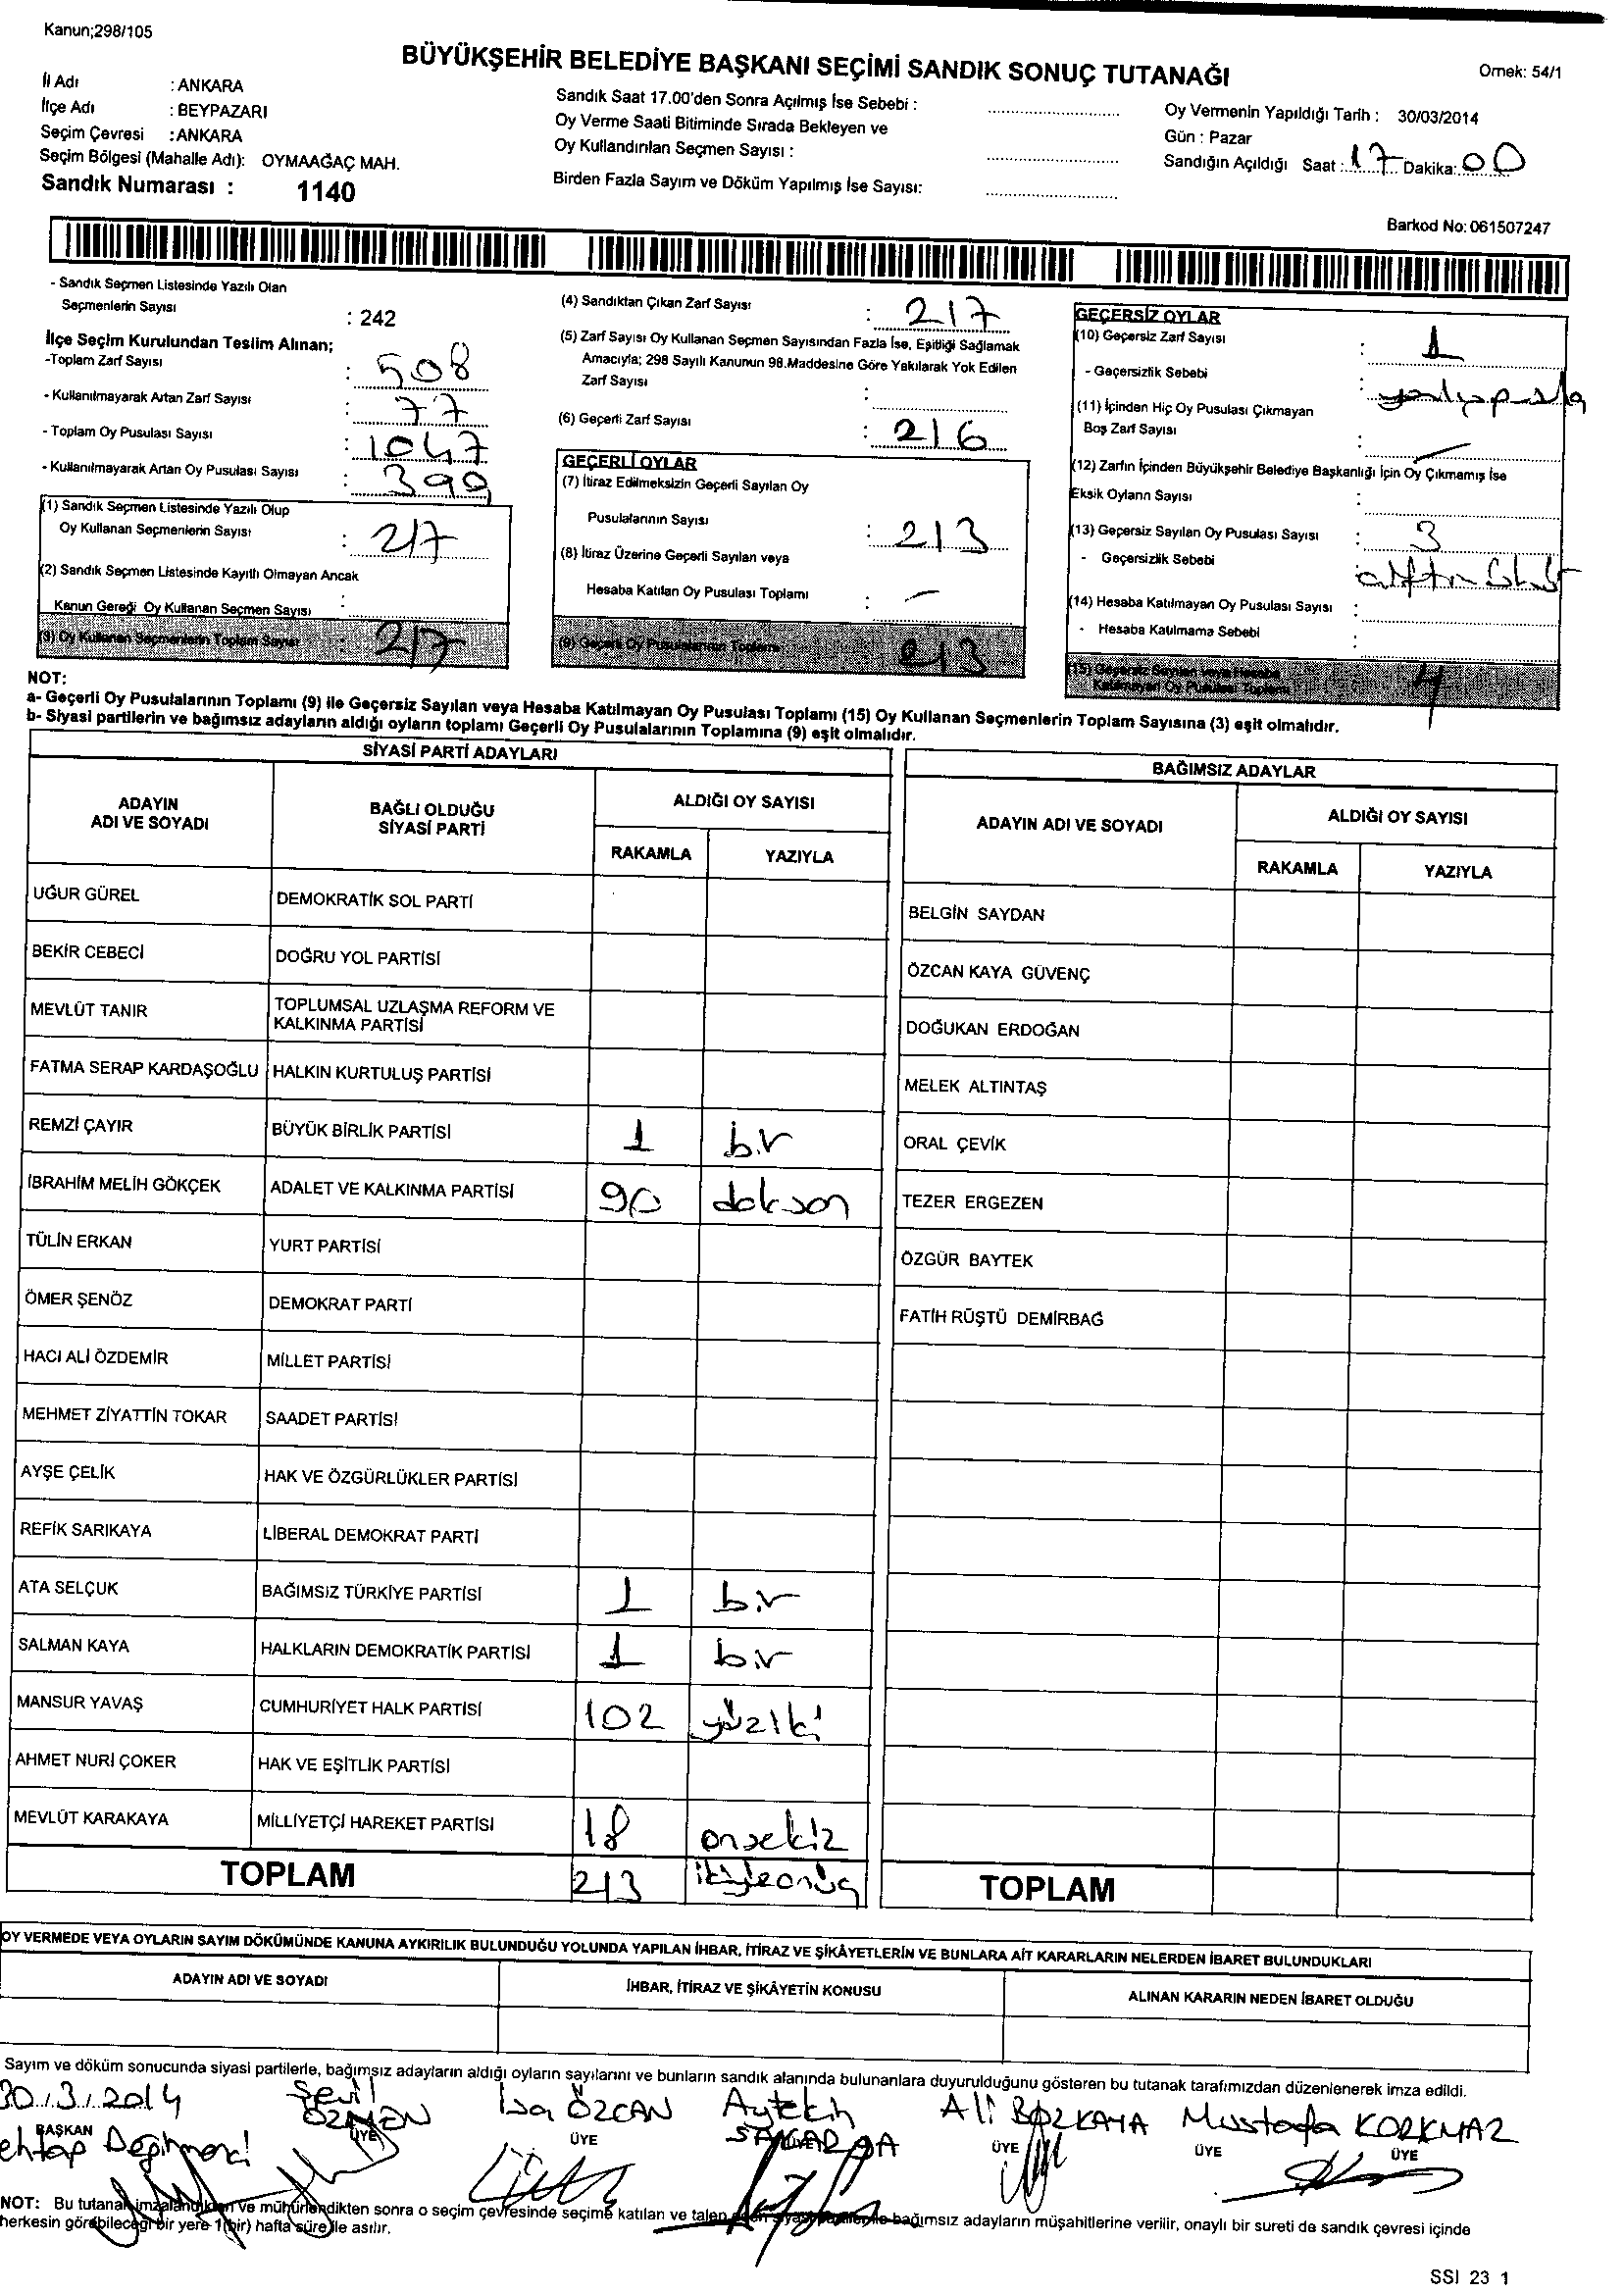 Kanun;298/105
BÜYÜKŞEHİR BELEDİYE BAŞKANI SEÇİMİ SANDIK SONUÇ TUTANAĞI
Örnek: 54/1
İl Adı : ANKARA
İlçe Adı : BEYPAZARI
Seçim Çevresi : ANKARA
Seçim Bölgesi (Mahalle Adı): OYMAAĞAÇ MAH.
Sandık Numarası : 1140
Sandık Saat 17.00'den Sonra Açılmış İse Sebebi :
Oy Verme Saati Bitiminde Sırada Bekleyen ve
Oy Kullandırılan Seçmen Sayısı :
Birden Fazla Sayım ve Döküm Yapılmış İse Sayısı:
Oy Vermenin Yapıldığı Tarih : 30/03/2014
Gün : Pazar
Sandığın Açıldığı Saat : 17 Dakika: 00
Barkod No: 061507247
- Sandık Seçmen Listesinde Yazılı Olan
Seçmenlerin Sayısı : 242
İlçe Seçim Kurulundan Teslim Alınan;
-Toplam Zarf Sayısı : 508
- Kullanılmayarak Artan Zarf Sayısı : 77
- Toplam Oy Pusulası Sayısı : 1047
- Kullanılmayarak Artan Oy Pusulası Sayısı : 399
(1) Sandık Seçmen Listesinde Yazılı Olup
Oy Kullanan Seçmenlerin Sayısı : 217
(2) Sandık Seçmen Listesinde Kayıtlı Olmayan Ancak
Kanun Gereği Oy Kullanan Seçmen Sayısı :
(3) Oy Kullanan Seçmenlerin Toplam Sayısı : 217
(4) Sandıktan Çıkan Zarf Sayısı : 217
(5) Zarf Sayısı Oy Kullanan Seçmen Sayısından Fazla İse, Eşitliği Sağlamak
Amacıyla; 298 Sayılı Kanunun 98.Maddesine Göre Yakılarak Yok Edilen
Zarf Sayısı :
(6) Geçerli Zarf Sayısı : 216
GEÇERLİ OYLAR
(7) İtiraz Edilmeksizin Geçerli Sayılan Oy
Pusulalarının Sayısı : 213
(8) İtiraz Üzerine Geçerli Sayılan veya
Hesaba Katılan Oy Pusulası Toplamı : –
(9) Geçerli Oy Pusulalarının Toplamı : 213
GEÇERSİZ OYLAR
(10) Geçersiz Zarf Sayısı : 1
- Geçersizlik Sebebi :
(11) İçinden Hiç Oy Pusulası Çıkmayan
Boş Zarf Sayısı : –
(12) Zarfın İçinden Büyükşehir Belediye Başkanlığı İçin Oy Çıkmamış İse
Eksik Oyların Sayısı :
(13) Geçersiz Sayılan Oy Pusulası Sayısı : 3
- Geçersizlik Sebebi :
(14) Hesaba Katılmayan Oy Pusulası Sayısı :
- Hesaba Katılmama Sebebi :
(15) Geçersiz Sayılan veya Hesaba
Katılmayan Oy Pusulası Toplamı 4
NOT:
a- Geçerli Oy Pusulalarının Toplamı (9) ile Geçersiz Sayılan veya Hesaba Katılmayan Oy Pusulası Toplamı (15) Oy Kullanan Seçmenlerin Toplam Sayısına (3) eşit olmalıdır.
b- Siyasi partilerin ve bağımsız adayların aldığı oyların toplamı Geçerli Oy Pusulalarının Toplamına (9) eşit olmalıdır.
SİYASİ PARTİ ADAYLARI
ADAYIN ADI VE SOYADI BAĞLI OLDUĞU SİYASİ PARTİ ALDIĞI OY SAYISI
RAKAMLA YAZIYLA
UĞUR GÜREL DEMOKRATİK SOL PARTİ
BEKİR CEBECİ DOĞRU YOL PARTİSİ
MEVLÜT TANIR TOPLUMSAL UZLAŞMA REFORM VE KALKINMA PARTİSİ
FATMA SERAP KARDAŞOĞLU HALKIN KURTULUŞ PARTİSİ
REMZİ ÇAYIR BÜYÜK BİRLİK PARTİSİ 1 bir
İBRAHİM MELİH GÖKÇEK ADALET VE KALKINMA PARTİSİ 90 doksan
TÜLİN ERKAN YURT PARTİSİ
ÖMER ŞENÖZ DEMOKRAT PARTİ
HACI ALİ ÖZDEMİR MİLLET PARTİSİ
MEHMET ZİYATTİN TOKAR SAADET PARTİSİ
AYŞE ÇELİK HAK VE ÖZGÜRLÜKLER PARTİSİ
REFİK SARIKAYA LİBERAL DEMOKRAT PARTİ
ATA SELÇUK BAĞIMSIZ TÜRKİYE PARTİSİ 1 bir
SALMAN KAYA HALKLARIN DEMOKRATİK PARTİSİ 1 bir
MANSUR YAVAŞ CUMHURİYET HALK PARTİSİ 102 yüziki
AHMET NURİ ÇOKER HAK VE EŞİTLİK PARTİSİ
MEVLÜT KARAKAYA MİLLİYETÇİ HAREKET PARTİSİ 18 onsekiz
TOPLAM 213 ikiyüzonüç
BAĞIMSIZ ADAYLAR
ADAYIN ADI VE SOYADI ALDIĞI OY SAYISI
RAKAMLA YAZIYLA
BELGİN SAYDAN
ÖZCAN KAYA GÜVENÇ
DOĞUKAN ERDOĞAN
MELEK ALTINTAŞ
ORAL ÇEVİK
TEZER ERGEZEN
ÖZGÜR BAYTEK
FATİH RÜŞTÜ DEMİRBAĞ
TOPLAM
OY VERMEDE VEYA OYLARIN SAYIM DÖKÜMÜNDE KANUNA AYKIRILIK BULUNDUĞU YOLUNDA YAPILAN İHBAR, İTİRAZ VE ŞİKÂYETLERİN VE BUNLARA AİT KARARLARIN NELERDEN İBARET BULUNDUKLARI
ADAYIN ADI VE SOYADI İHBAR, İTİRAZ VE ŞİKÂYETİN KONUSU ALINAN KARARIN NEDEN İBARET OLDUĞU
Sayım ve döküm sonucunda siyasi partilerle, bağımsız adayların aldığı oyların sayılarını ve bunların sandık alanında bulunanlara duyurulduğunu gösteren bu tutanak tarafımızdan düzenlenerek imza edildi.
30/3/2014 Sevil ÖZMEN İsa ÖZCAN Aytekin Ali BOZKAYA Mustafa KORKMAZ
BAŞKAN ÜYE ÜYE ÜYE ÜYE ÜYE ÜYE
Değirmenci
NOT: Bu tutanak imzalandıktan ve mühürlendikten sonra o seçim çevresinde seçime katılan ve talep eden siyasi partiler ile bağımsız adayların müşahitlerine verilir, onaylı bir sureti de sandık çevresi içinde
herkesin görebileceği bir yere 1(bir) hafta süre ile asılır.
SSI 23 1